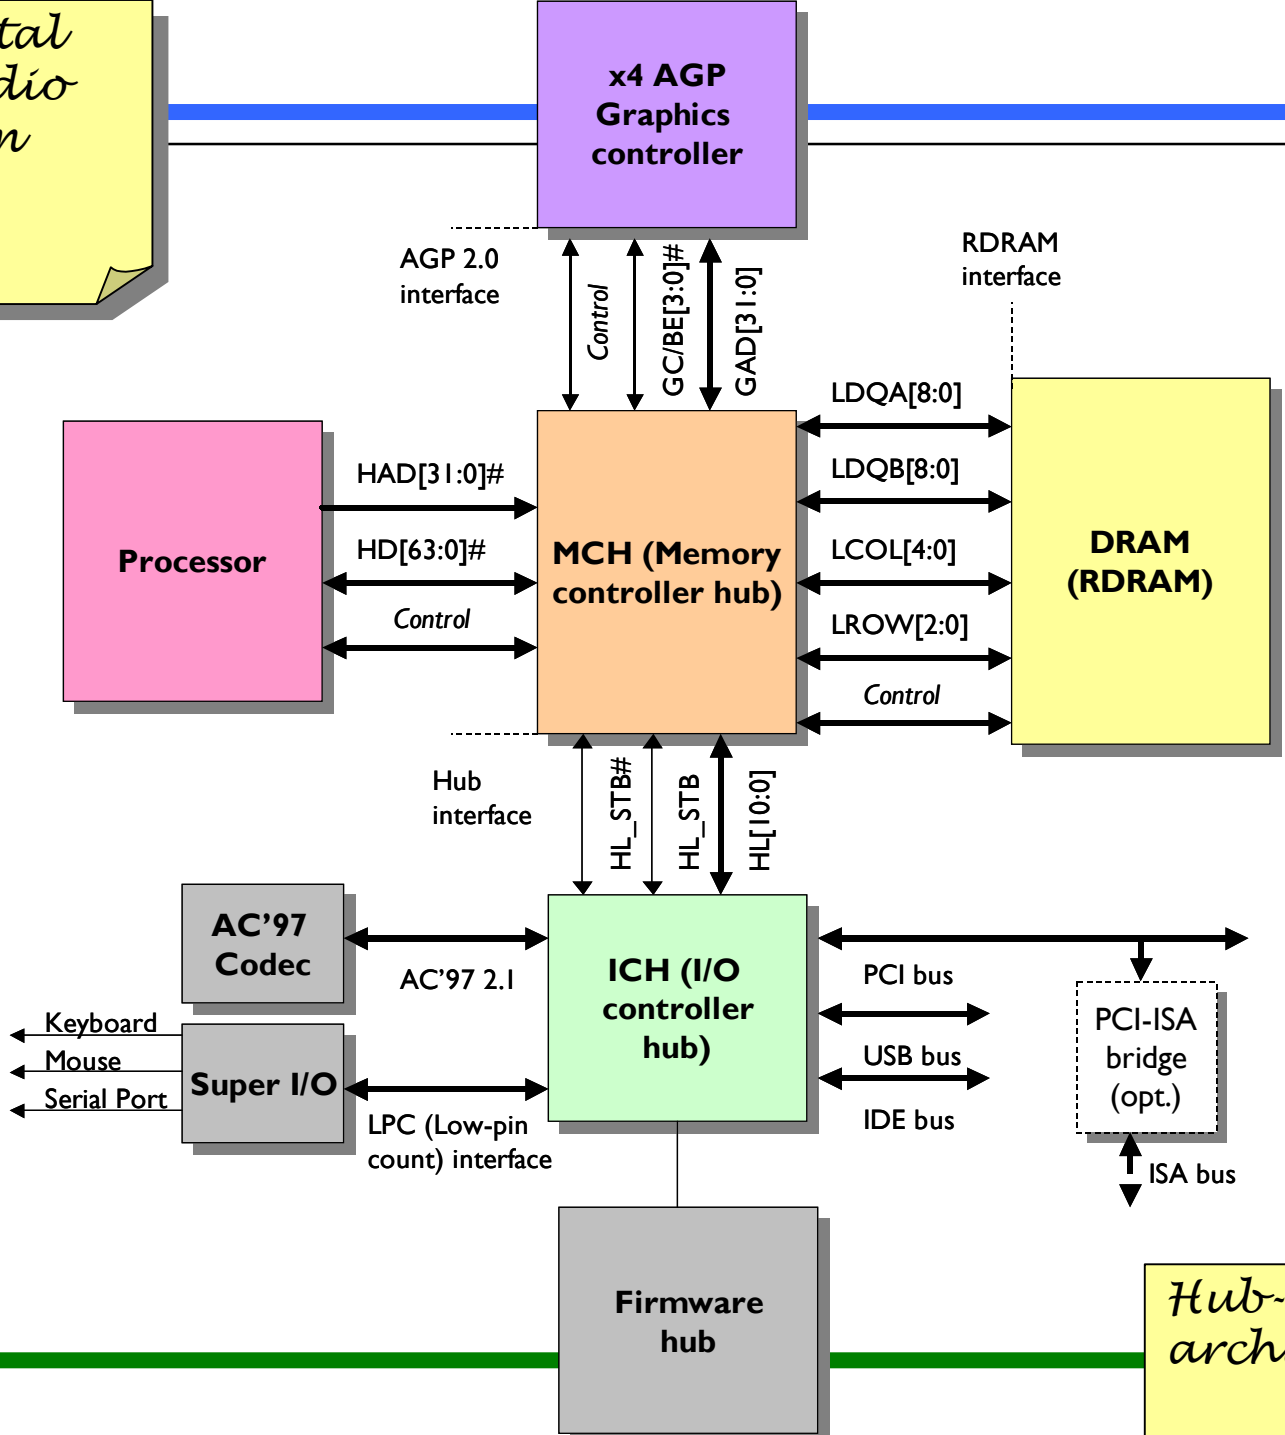 tal
dio
x4 AGP
Graphics
controller
AGP 2.0
interface
Control
GC/BE[3:0]#
GAD[31:0]
RDRAM
interface
HAD[31:0]#
HD[63:0]#
Control
Processor
MCH (Memory
controller hub)
LDQA[8:0]
LDQB[8:0]
LCOL[4:0]
LROW[2:0]
Control
DRAM
(RDRAM)
Hub
interface
HL_STB#
HL_STB
HL[10:0]
AC’97
Codec
AC’97 2.1
ICH (I/O
controller
hub)
PCI bus
USB bus
IDE bus
PCI-ISA
bridge
(opt.)
ISA bus
Keyboard
Mouse
Serial Port
Super I/O
LPC (Low-pin
count) interface
Firmware
hub
Hub-
arch